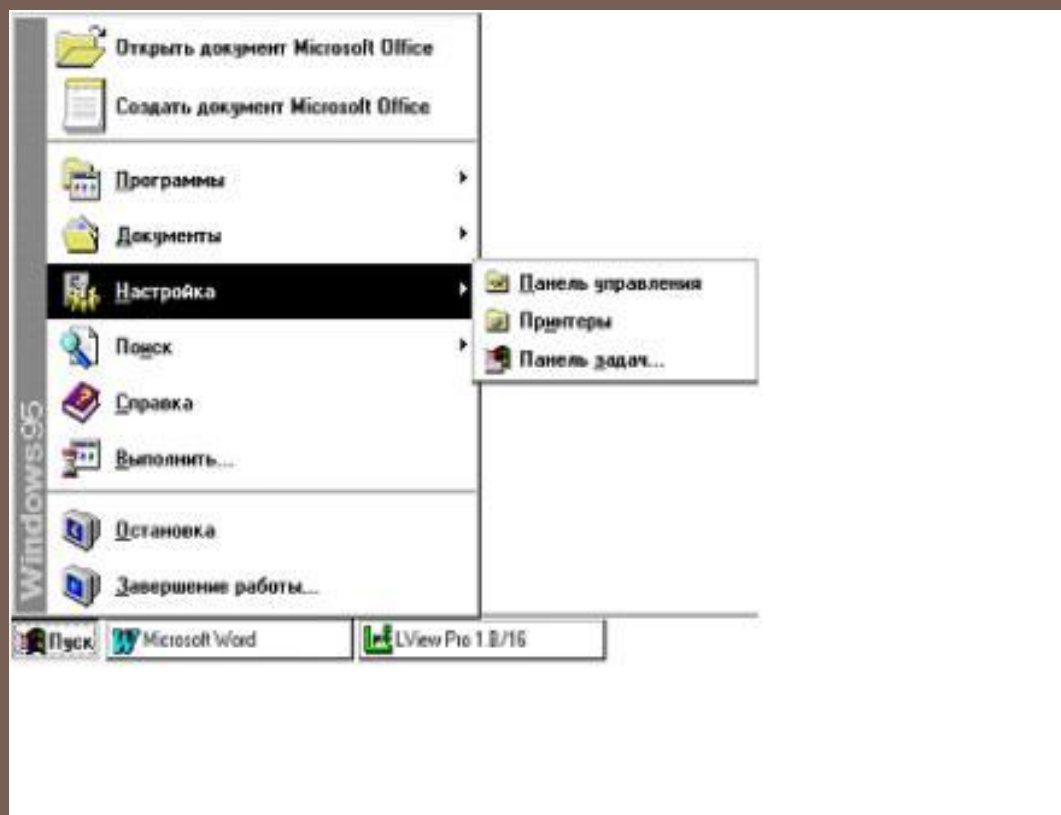 Открыть документ Microsoft Office
Создать документ Microsoft Office
Программы
Документы
Настройка
Панель управления
Принтеры
Панель задач...
Поиск
Справка
Выполнить...
Остановка
Завершение работы...
Windows95
Пуск
Microsoft Word
LView Pro 1.8/16